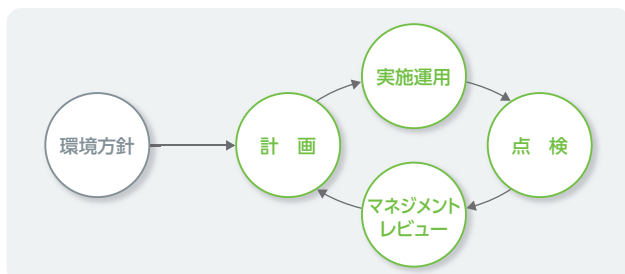 環境方針
計　画
実施運用
点　検
マネジメント
レビュー